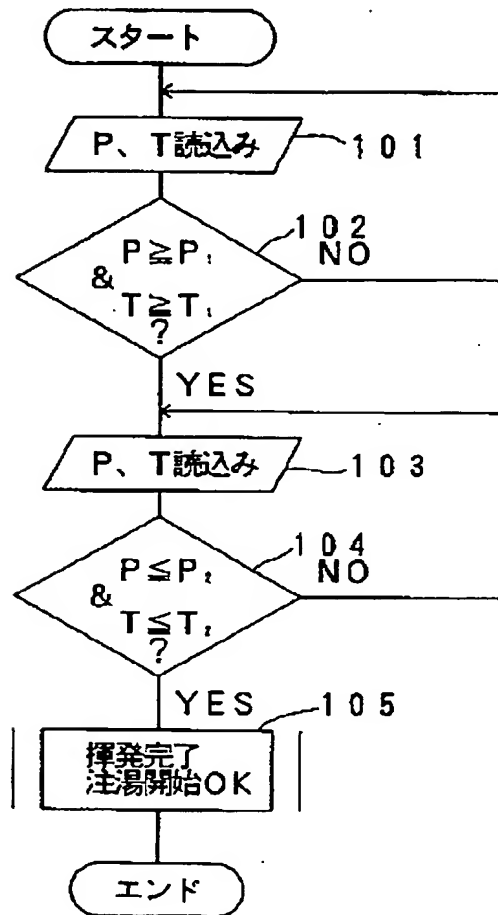 スタート
P、T読込み
101
102
P≧P₁
NO
&
T≧T₁
?
YES
P、T読込み
103
104
P≦P₂
NO
&
T≦T₂
?
YES
105
揮発完了
注湯開始OK
エンド